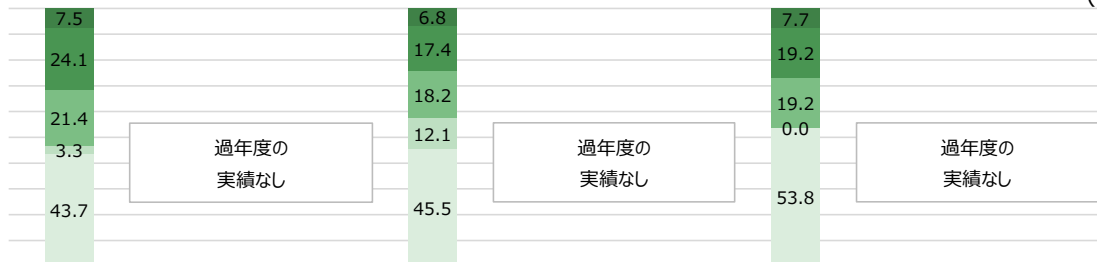 (
7.5
6.8
7.7
24.1
17.4
19.2
21.4
18.2
19.2
3.3
12.1
0.0
過年度の
実績なし
過年度の
実績なし
過年度の
実績なし
43.7
45.5
53.8